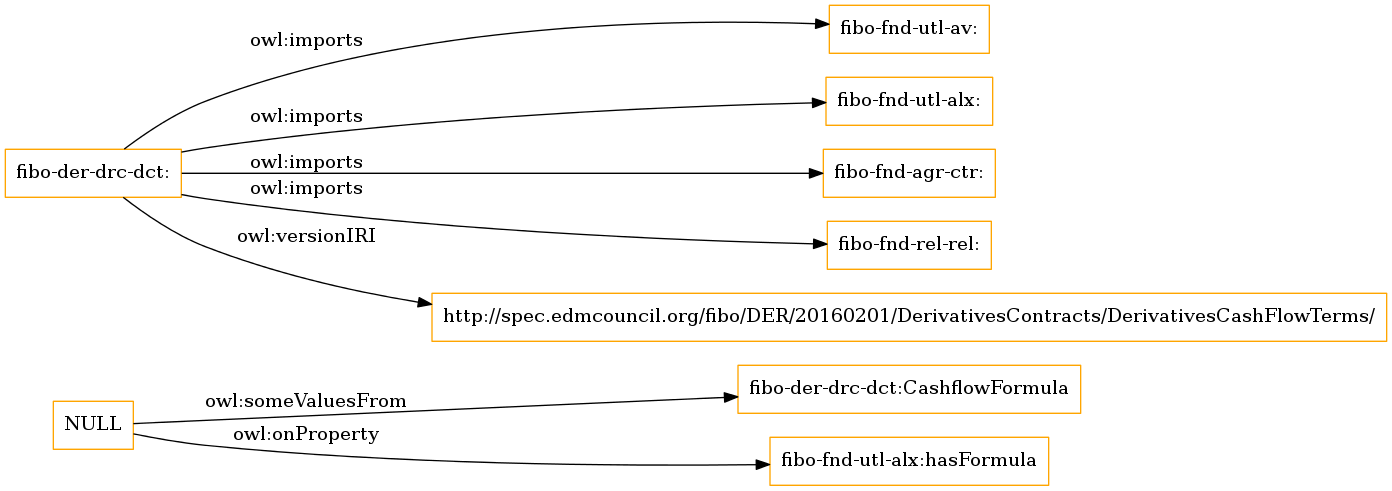 owl:imports
fibo-fnd-utl-av:
owl:imports
fibo-fnd-utl-alx:
fibo-der-drc-dct:
owl:imports
fibo-fnd-agr-ctr:
owl:imports
fibo-fnd-rel-rel:
owl:versionIRI
http://spec.edmcouncil.org/fibo/DER/20160201/DerivativesContracts/DerivativesCashFlowTerms/
NULL
owl:someValuesFrom
fibo-der-drc-dct:CashflowFormula
owl:onProperty
fibo-fnd-utl-alx:hasFormula